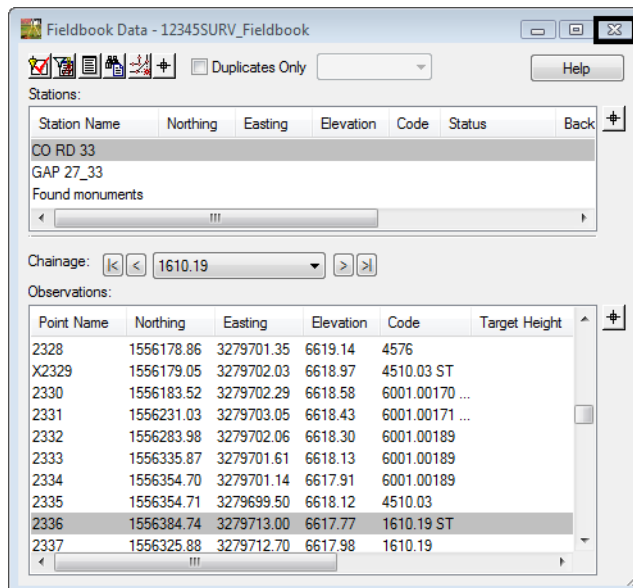 Fieldbook Data - 12345SURV_Fieldbook
Duplicates Only
Help
Stations:
Station Name Northing Easting Elevation Code Status Back
CO RD 33
GAP 27_33
Found monuments
Chainage: 1610.19
Observations:
Point Name Northing Easting Elevation Code Target Height
2328 1556178.86 3279701.35 6619.14 4576
X2329 1556179.05 3279702.03 6618.97 4510.03 ST
2330 1556183.52 3279702.29 6618.58 6001.00170 ...
2331 1556231.03 3279703.05 6618.43 6001.00171 ...
2332 1556283.98 3279702.06 6618.30 6001.00189
2333 1556335.87 3279701.61 6618.13 6001.00189
2334 1556354.70 3279701.14 6617.91 6001.00189
2335 1556354.71 3279699.50 6618.12 4510.03
2336 1556384.74 3279713.00 6617.77 1610.19 ST
2337 1556325.88 3279712.70 6617.98 1610.19